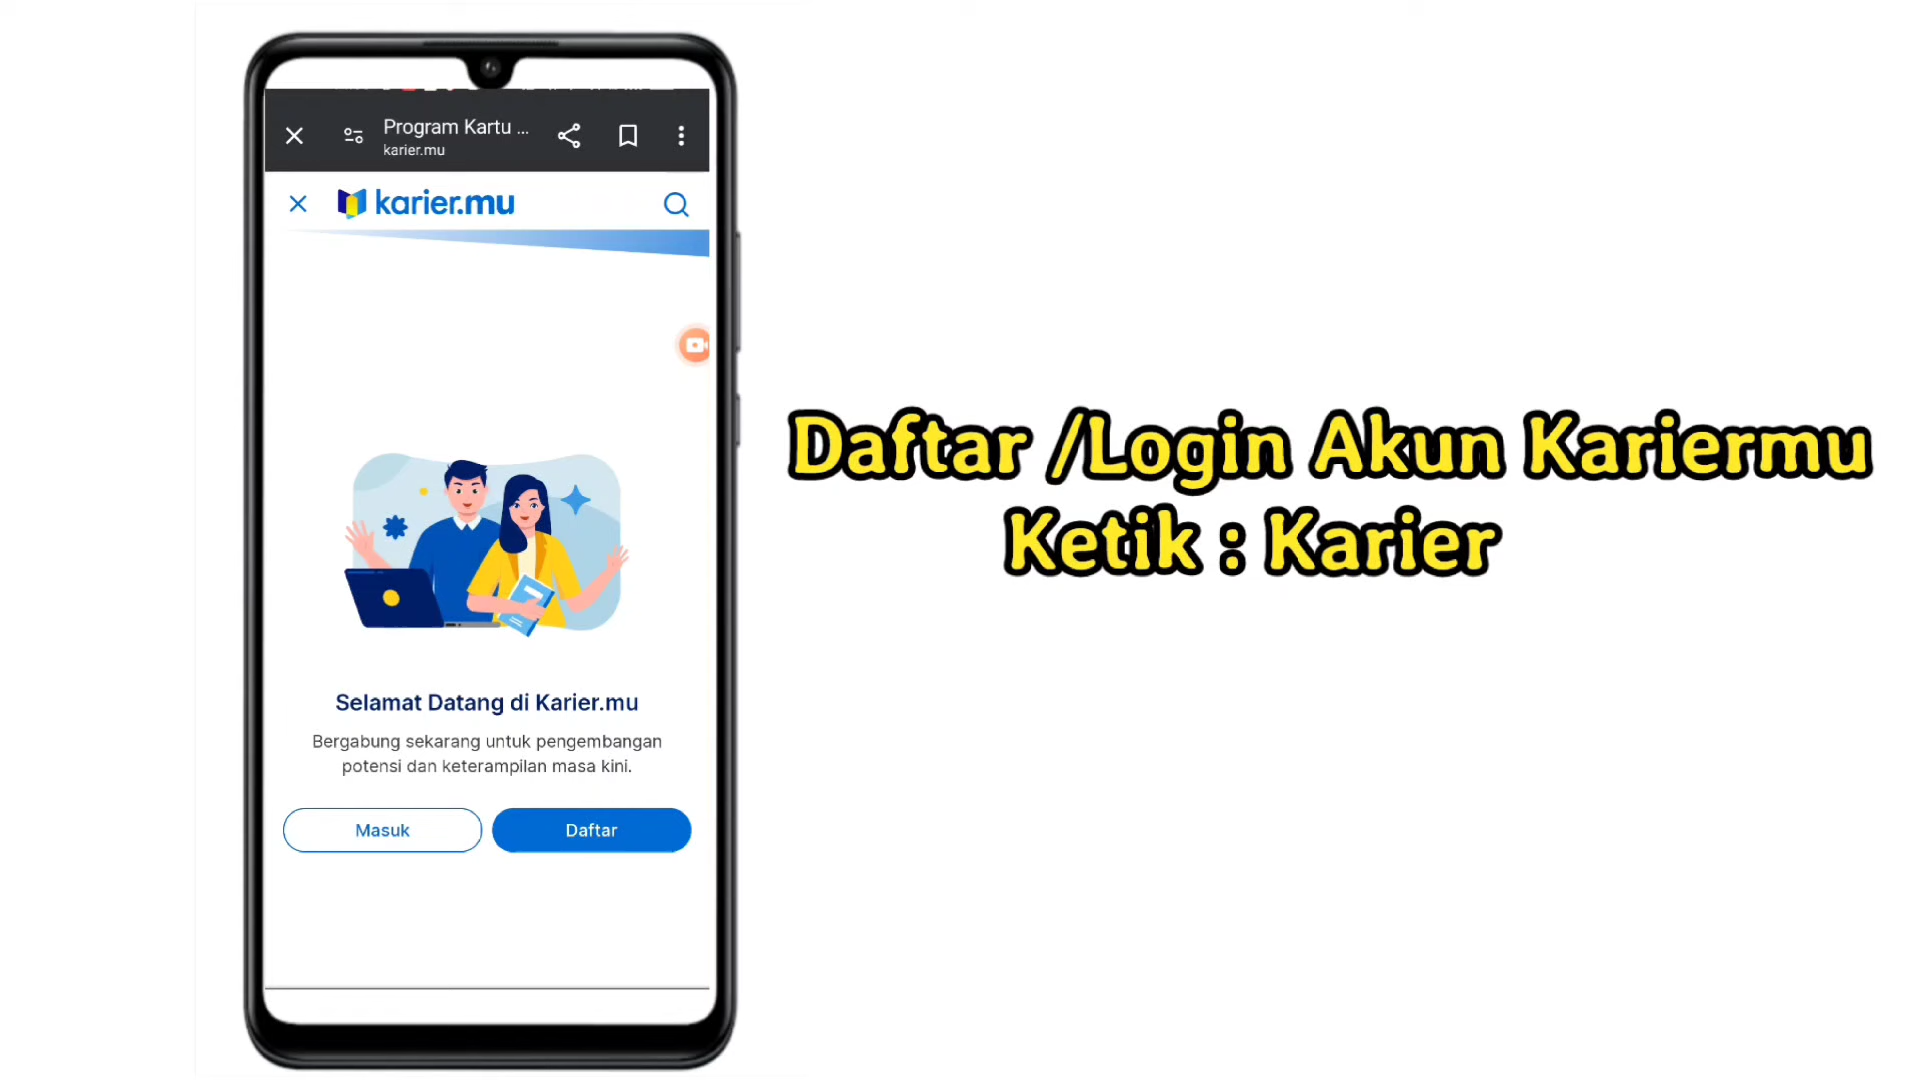 Program Kartu ...
karier.mu
karier.mu
Selamat Datang di Karier.mu
Bergabung sekarang untuk pengembangan
potensi dan keterampilan masa kini.
Masuk
Daftar
Daftar /Login Akun Kariermu
Ketik : Karier